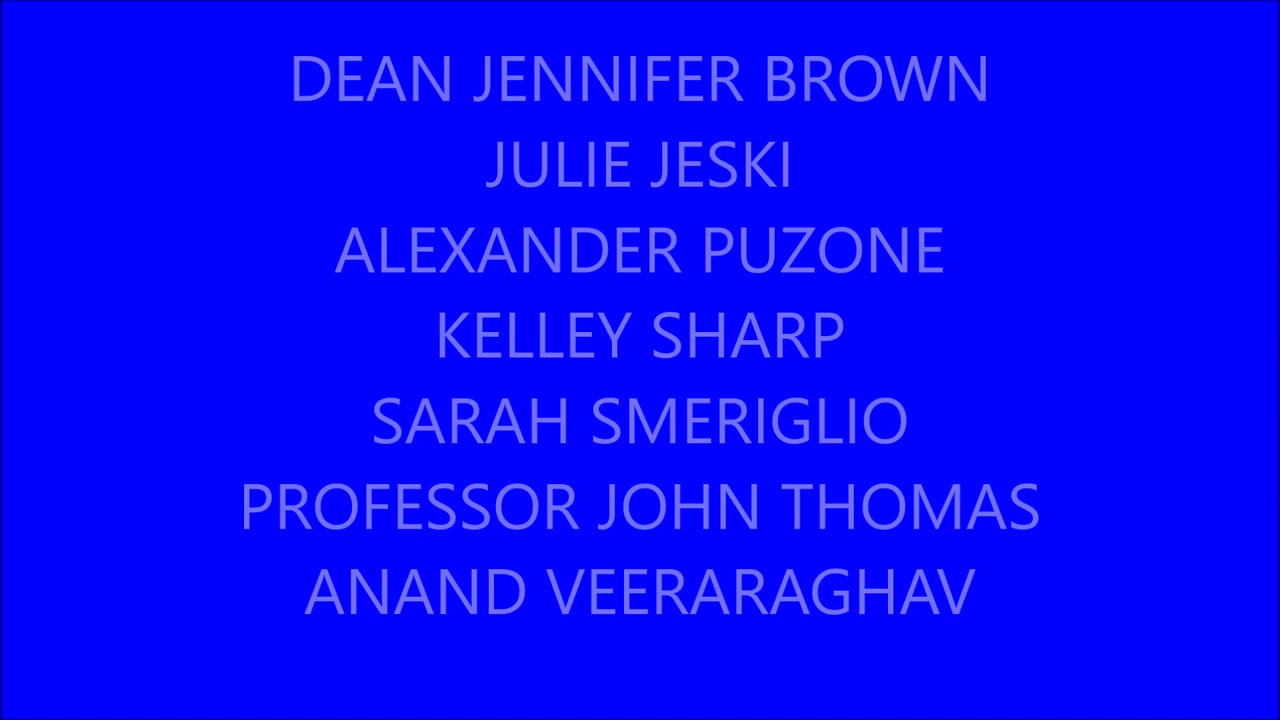 DEAN JENNIFER BROWN
JULIE JESKI
ALEXANDER PUZONE
KELLEY SHARP
SARAH SMERIGLIO
PROFESSOR JOHN THOMAS
ANAND VEERARAGHAV